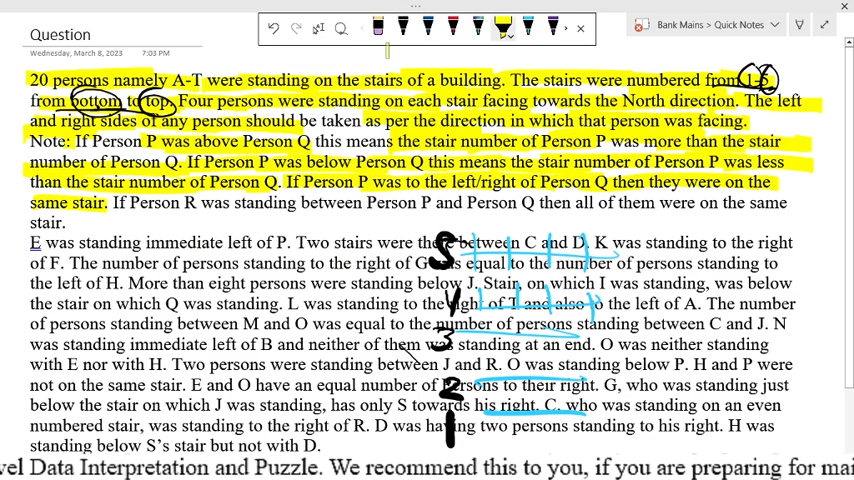 Question
Bank Mains > Quick Notes
Wednesday, March 8, 2023 7:03 PM
20 persons namely A-T were standing on the stairs of a building. The stairs were numbered from 1-5
from bottom to top. Four persons were standing on each stair facing towards the North direction. The left
and right sides of any person should be taken as per the direction in which that person was facing.
Note: If Person P was above Person Q this means the stair number of Person P was more than the stair
number of Person Q. If Person P was below Person Q this means the stair number of Person P was less
than the stair number of Person Q. If Person P was to the left/right of Person Q then they were on the
same stair. If Person R was standing between Person P and Person Q then all of them were on the same
stair.
E was standing immediate left of P. Two stairs were there between C and D. K was standing to the right
of F. The number of persons standing to the right of G was equal to the number of persons standing to
the left of H. More than eight persons were standing below J. Stair, on which I was standing, was below
the stair on which Q was standing. L was standing to the right of T and also to the left of A. The number
of persons standing between M and O was equal to the number of persons standing between C and J. N
was standing immediate left of B and neither of them was standing at an end. O was neither standing
with E nor with H. Two persons were standing between J and R. O was standing below P. H and P were
not on the same stair. E and O have an equal number of persons to their right. G, who was standing just
below the stair on which J was standing, has only S towards his right. C, who was standing on an even
numbered stair, was standing to the right of R. D was having two persons standing to his right. H was
standing below S's stair but not with D.
5
4
3
2
1
vel Data Interpretation and Puzzle. We recommend this to you, if you are preparing for mai